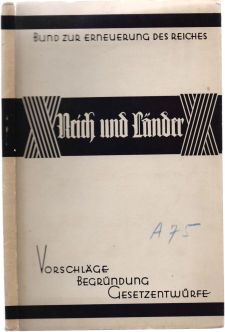 BUND ZUR ERNEUERUNG DES REICHES
Reich und Länder
A 75
VORSCHLÄGE
BEGRÜNDUNG
GESETZENTWÜRFE